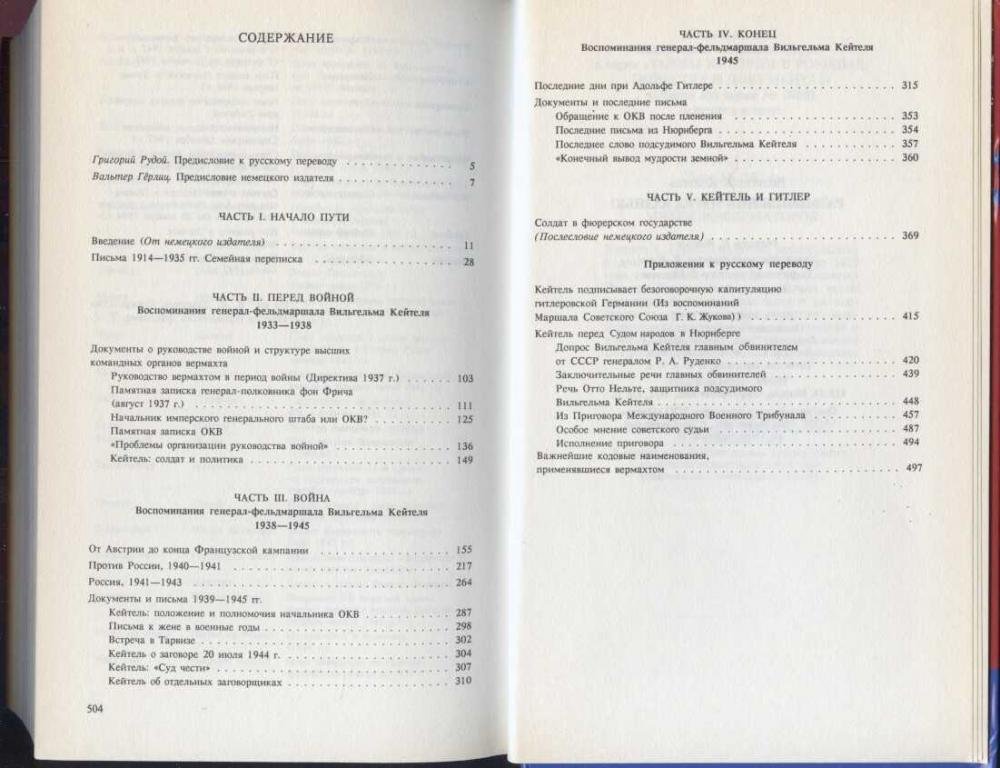 СОДЕРЖАНИЕ
Григорий Рудой. Предисловие к русскому переводу . . . . . . . . . . . . . 5
Вальтер Гёрлиц. Предисловие немецкого издателя . . . . . . . . . . . . . . 7
ЧАСТЬ I. НАЧАЛО ПУТИ
Введение (От немецкого издателя) . . . . . . . . . . . . . . . . . . . . . . 11
Письма 1914—1935 гг. Семейная переписка . . . . . . . . . . . . . . . . . 28
ЧАСТЬ II. ПЕРЕД ВОЙНОЙ
Воспоминания генерал-фельдмаршала Вильгельма Кейтеля
1933—1938
Документы о руководстве войной и структуре высших
командных органов вермахта
Руководство вермахтом в период войны (Директива 1937 г.) . . . . . . 103
Памятная записка генерал-полковника фон Фрича
(август 1937 г.) . . . . . . . . . . . . . . . . . . . . . . . . . . . . 111
Начальник имперского генерального штаба или ОКВ? . . . . . . . . . . 125
Памятная записка ОКВ
«Проблемы организации руководства войной» . . . . . . . . . . . . . 136
Кейтель: солдат и политика . . . . . . . . . . . . . . . . . . . . . . 149
ЧАСТЬ III. ВОЙНА
Воспоминания генерал-фельдмаршала Вильгельма Кейтеля
1938—1945
От Австрии до конца Французской кампании . . . . . . . . . . . . . . 155
Против России, 1940—1941 . . . . . . . . . . . . . . . . . . . . . . . 217
Россия, 1941—1943 . . . . . . . . . . . . . . . . . . . . . . . . . . . 264
Документы и письма 1939—1945 гг.
Кейтель: положение и полномочия начальника ОКВ . . . . . . . . . . . 287
Письма к жене в военные годы . . . . . . . . . . . . . . . . . . . . . 298
Встреча в Тарвизе . . . . . . . . . . . . . . . . . . . . . . . . . . . 302
Кейтель о заговоре 20 июля 1944 г. . . . . . . . . . . . . . . . . . . 304
Кейтель: «Суд чести» . . . . . . . . . . . . . . . . . . . . . . . . . 307
Кейтель об отдельных заговорщиках . . . . . . . . . . . . . . . . . . 310
504
ЧАСТЬ IV. КОНЕЦ
Воспоминания генерал-фельдмаршала Вильгельма Кейтеля
1945
Последние дни при Адольфе Гитлере . . . . . . . . . . . . . . . . . . 315
Документы и последние письма
Обращение к ОКВ после пленения . . . . . . . . . . . . . . . . . . . 353
Последние письма из Нюрнберга . . . . . . . . . . . . . . . . . . . . 354
Последнее слово подсудимого Вильгельма Кейтеля . . . . . . . . . . . 357
«Конечный вывод мудрости земной» . . . . . . . . . . . . . . . . . . 360
ЧАСТЬ V. КЕЙТЕЛЬ И ГИТЛЕР
Солдат в фюрерском государстве
(Послесловие немецкого издателя) . . . . . . . . . . . . . . . . . . . 369
Приложения к русскому переводу
Кейтель подписывает безоговорочную капитуляцию
гитлеровской Германии (Из воспоминаний
Маршала Советского Союза Г. К. Жукова) ) . . . . . . . . . . . . . . 415
Кейтель перед Судом народов в Нюрнберге
Допрос Вильгельма Кейтеля главным обвинителем
от СССР генералом Р. А. Руденко . . . . . . . . . . . . . . . . . . . 420
Заключительные речи главных обвинителей . . . . . . . . . . . . . . . 439
Речь Отто Нельте, защитника подсудимого
Вильгельма Кейтеля . . . . . . . . . . . . . . . . . . . . . . . . . . 448
Из Приговора Международного Военного Трибунала . . . . . . . . . . . 457
Особое мнение советского судьи . . . . . . . . . . . . . . . . . . . . 487
Исполнение приговора . . . . . . . . . . . . . . . . . . . . . . . . . 494
Важнейшие кодовые наименования,
применявшиеся вермахтом . . . . . . . . . . . . . . . . . . . . . . . 497